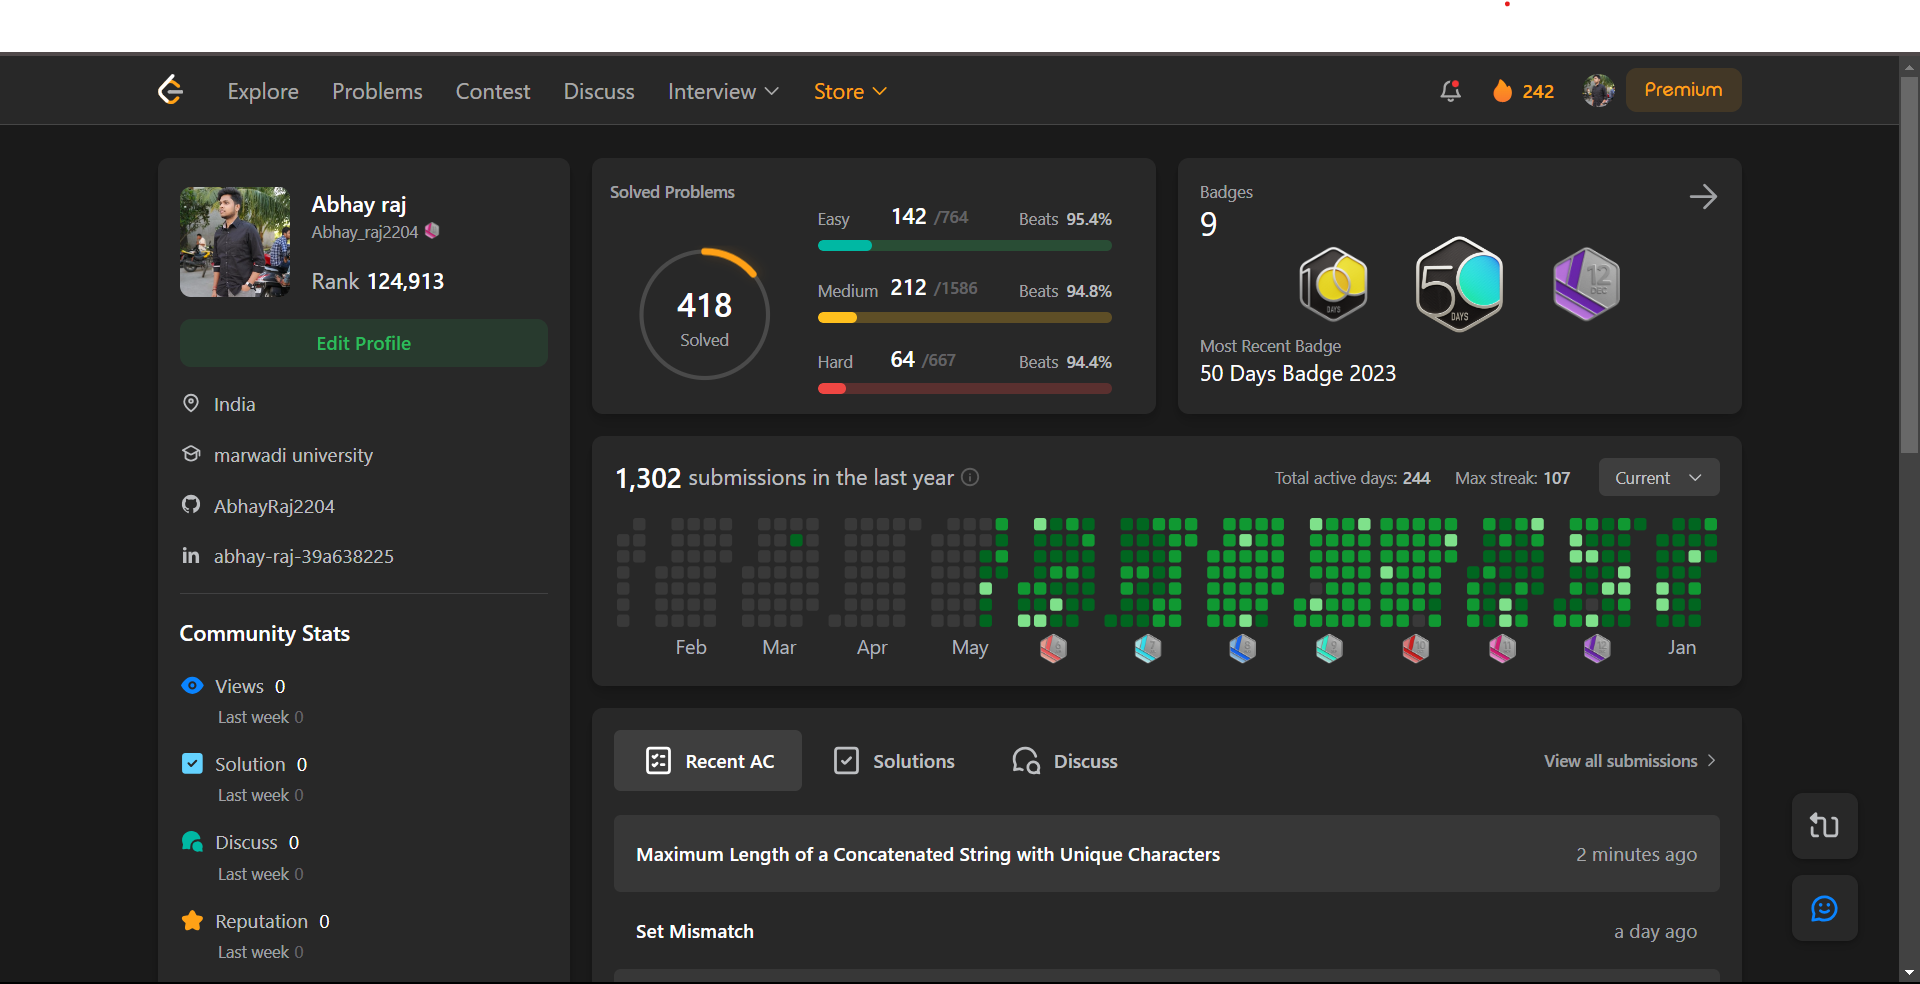 Explore Problems Contest Discuss Interview Store 242 Premium
Abhay raj
Abhay_raj2204
Rank 124,913
Edit Profile
India
marwadi university
AbhayRaj2204
abhay-raj-39a638225
Community Stats
Views 0
Last week 0
Solution 0
Last week 0
Discuss 0
Last week 0
Reputation 0
Last week 0
Solved Problems
418
Solved
Easy 142 /764 Beats 95.4%
Medium 212 /1586 Beats 94.8%
Hard 64 /667 Beats 94.4%
Badges
9
100 DAYS
50 DAYS
12 DEC
Most Recent Badge
50 Days Badge 2023
1,302 submissions in the last year Total active days: 244 Max streak: 107 Current
Feb Mar Apr May Jan
Recent AC Solutions Discuss View all submissions
Maximum Length of a Concatenated String with Unique Characters 2 minutes ago
Set Mismatch a day ago